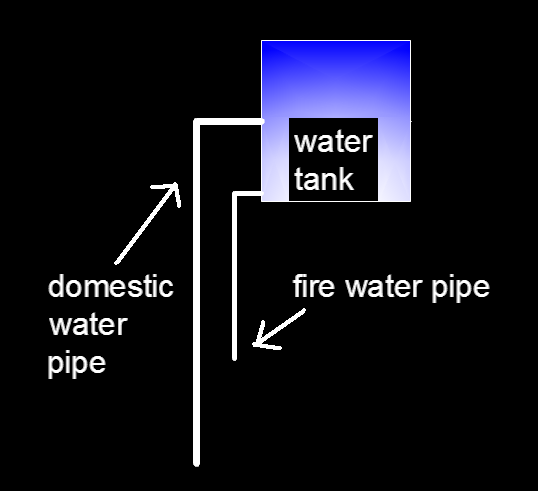 water
tank
domestic
water
pipe
fire water pipe